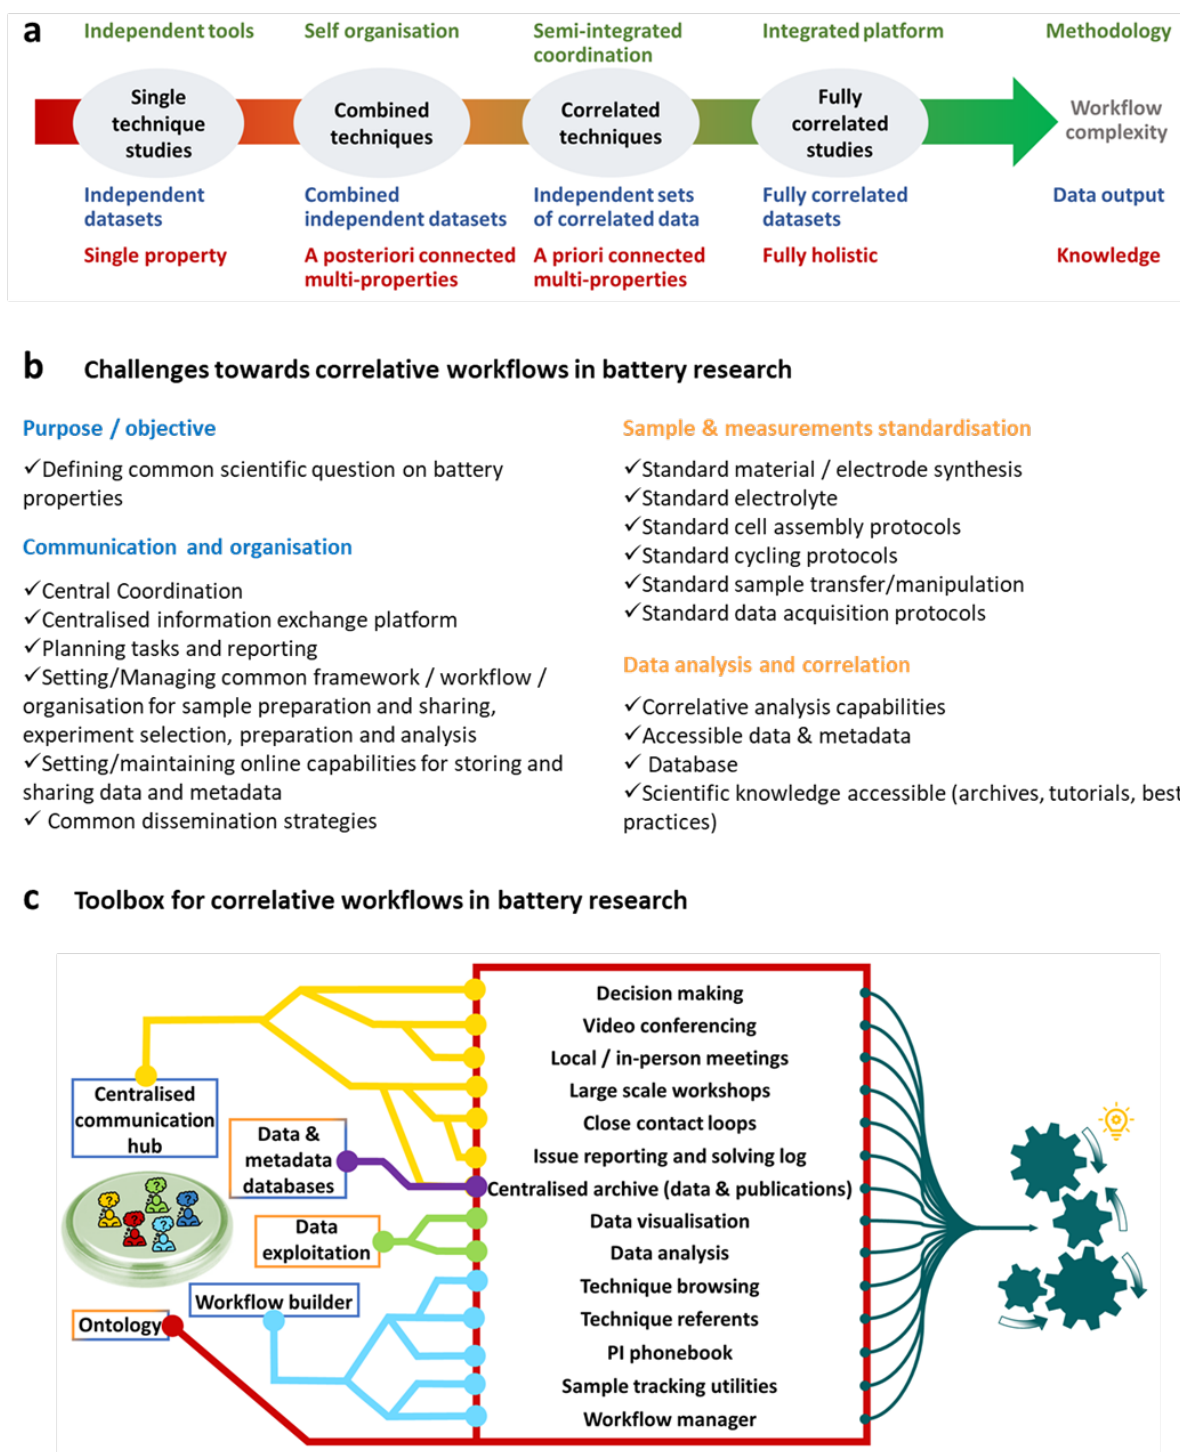 a
Independent tools
Self organisation
Semi-integrated
coordination
Integrated platform
Methodology
Single
technique
studies
Combined
techniques
Correlated
techniques
Fully
correlated
studies
Workflow
complexity
Independent
datasets
Combined
independent datasets
Independent sets
of correlated data
Fully correlated
datasets
Data output
Single property
A posteriori connected
multi-properties
A priori connected
multi-properties
Fully holistic
Knowledge
b Challenges towards correlative workflows in battery research
Purpose / objective
✓Defining common scientific question on battery
properties
Communication and organisation
✓Central Coordination
✓Centralised information exchange platform
✓Planning tasks and reporting
✓Setting/Managing common framework / workflow /
organisation for sample preparation and sharing,
experiment selection, preparation and analysis
✓Setting/maintaining online capabilities for storing and
sharing data and metadata
✓ Common dissemination strategies
Sample & measurements standardisation
✓Standard material / electrode synthesis
✓Standard electrolyte
✓Standard cell assembly protocols
✓Standard cycling protocols
✓Standard sample transfer/manipulation
✓Standard data acquisition protocols
Data analysis and correlation
✓Correlative analysis capabilities
✓Accessible data & metadata
✓ Database
✓Scientific knowledge accessible (archives, tutorials, best
practices)
c Toolbox for correlative workflows in battery research
Centralised
communication
hub
Data &
metadata
databases
Data
exploitation
Workflow builder
Ontology
Decision making
Video conferencing
Local / in-person meetings
Large scale workshops
Close contact loops
Issue reporting and solving log
Centralised archive (data & publications)
Data visualisation
Data analysis
Technique browsing
Technique referents
PI phonebook
Sample tracking utilities
Workflow manager